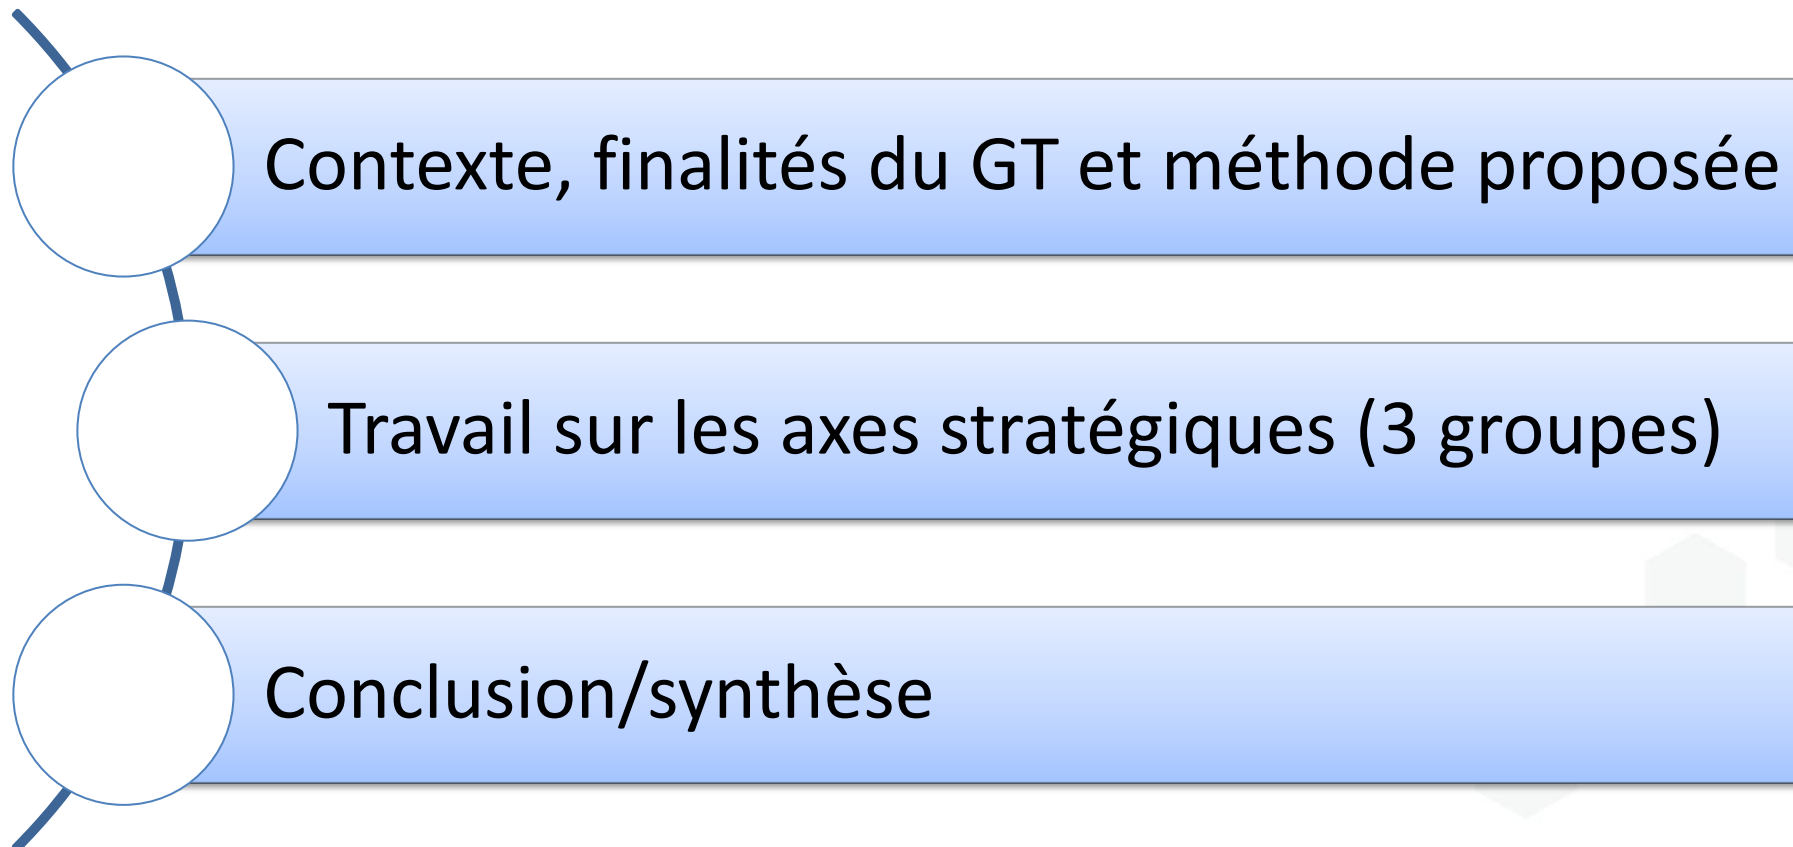 Contexte, finalités du GT et méthode proposée
Travail sur les axes stratégiques (3 groupes)
Conclusion/synthèse